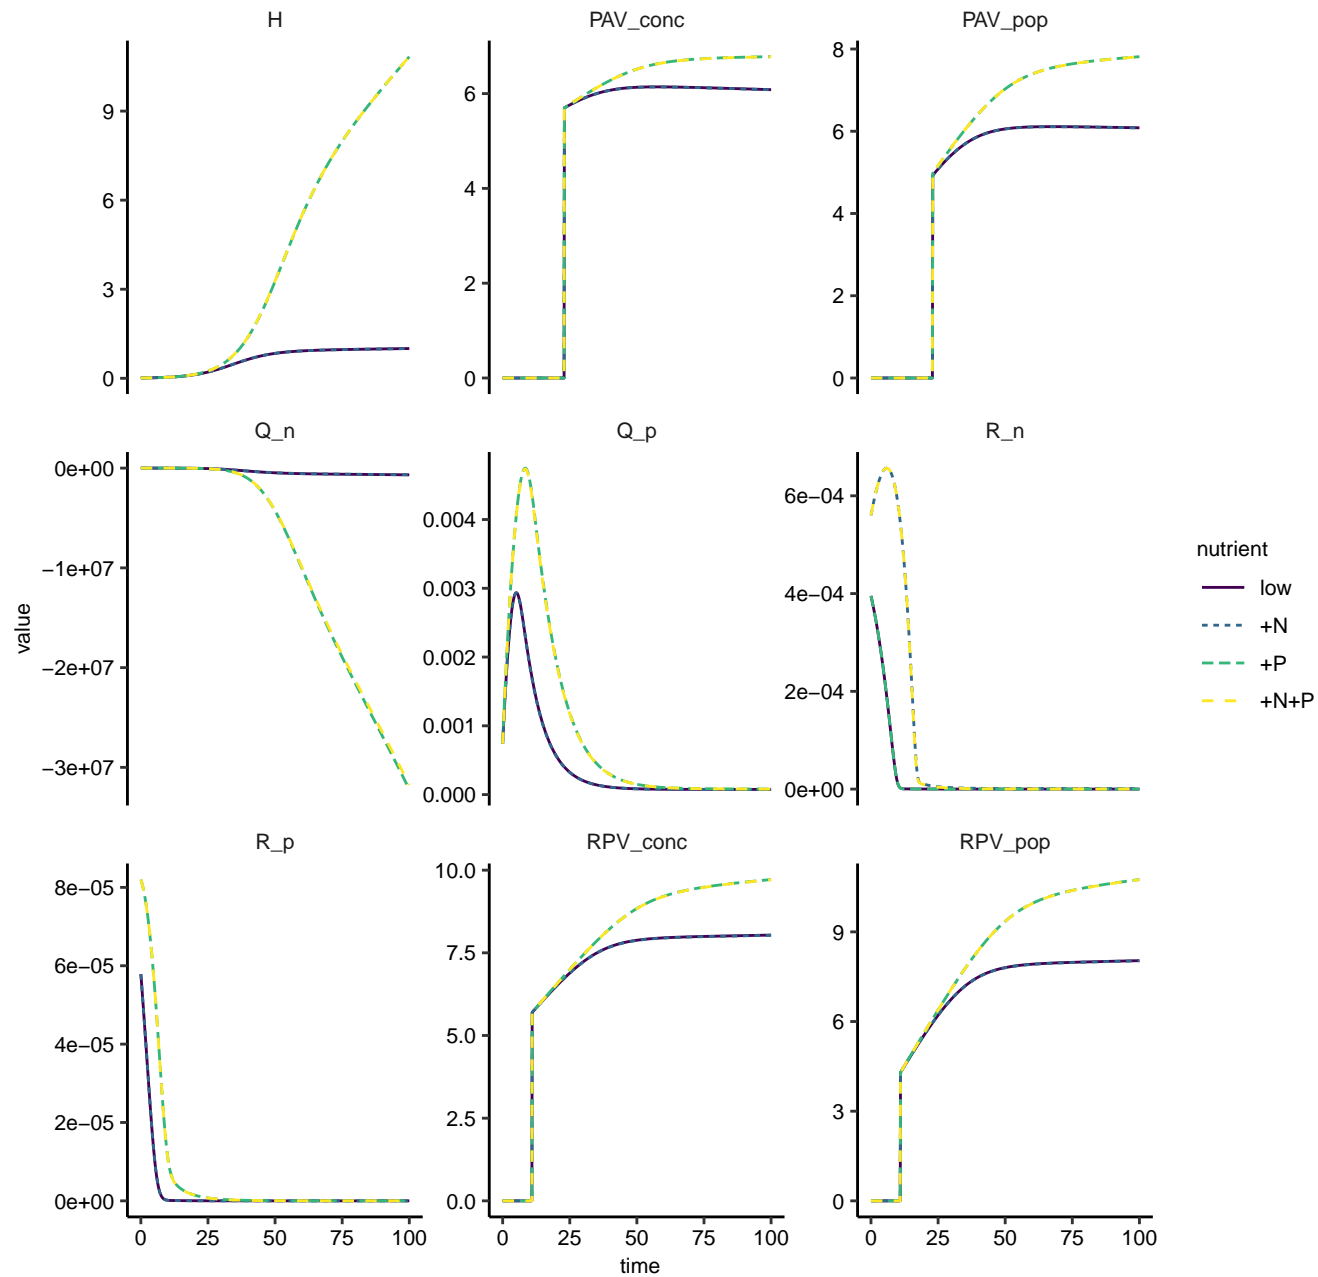 H
PAV_conc
PAV_pop
9
6
3
0
6
4
2
0
8
6
4
2
0
Q_n
Q_p
R_n
0e+00
−1e+07
−2e+07
−3e+07
0.004
0.003
0.002
0.001
0.000
6e−04
4e−04
2e−04
0e+00
R_p
RPV_conc
RPV_pop
8e−05
6e−05
4e−05
2e−05
0e+00
10.0
7.5
5.0
2.5
0.0
9
6
3
0
0 25 50 75 100
0 25 50 75 100
0 25 50 75 100
time
value
nutrient
low
+N
+P
+N+P